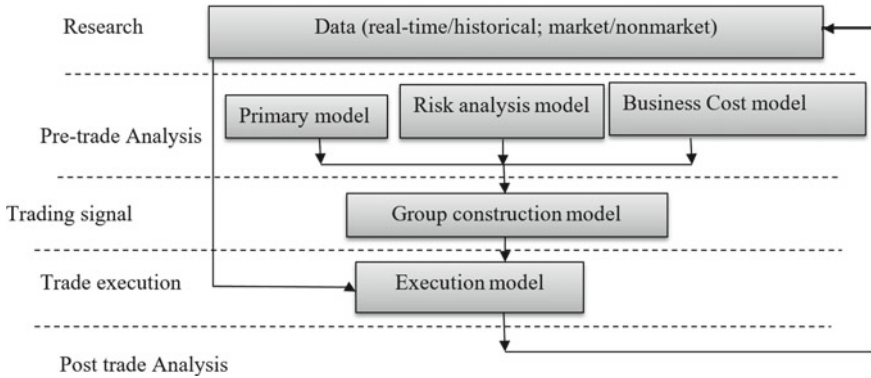 Research
Data (real-time/historical; market/nonmarket)
Primary model
Risk analysis model
Business Cost model
Pre-trade Analysis
Trading signal
Group construction model
Trade execution
Execution model
Post trade Analysis